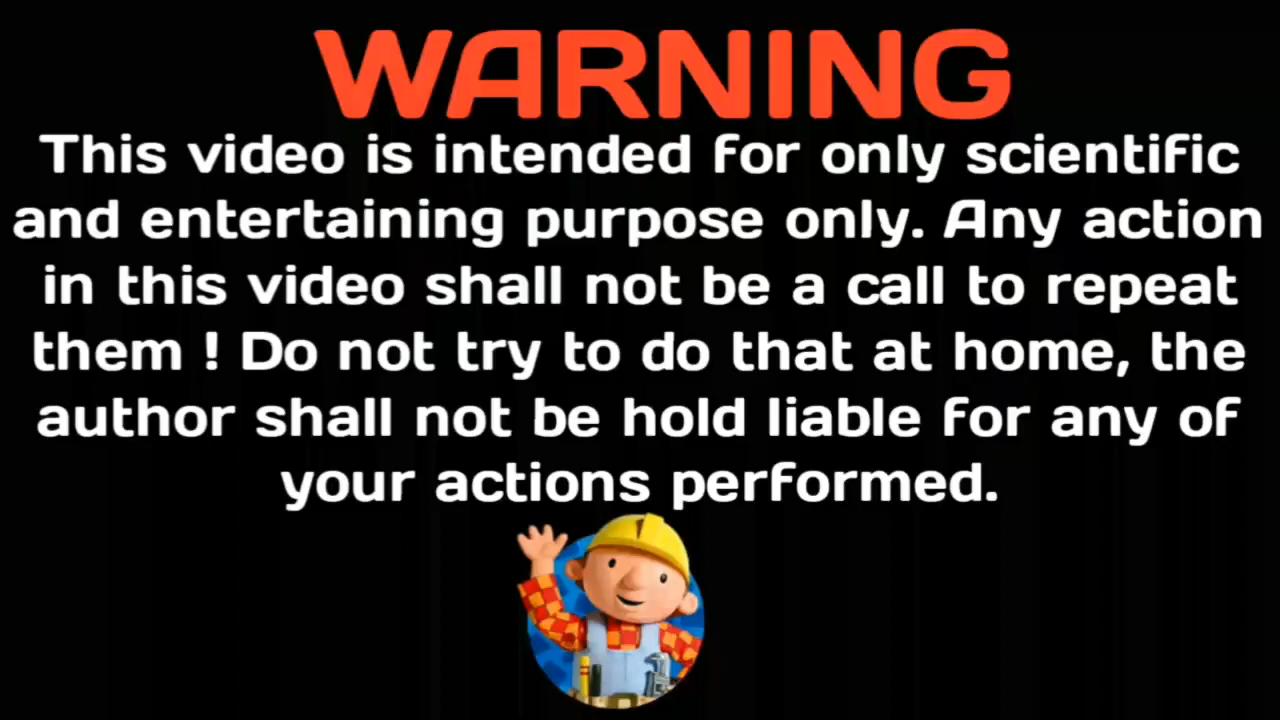 WARNING
This video is intended for only scientific
and entertaining purpose only. Any action
in this video shall not be a call to repeat
them ! Do not try to do that at home, the
author shall not be hold liable for any of
your actions performed.